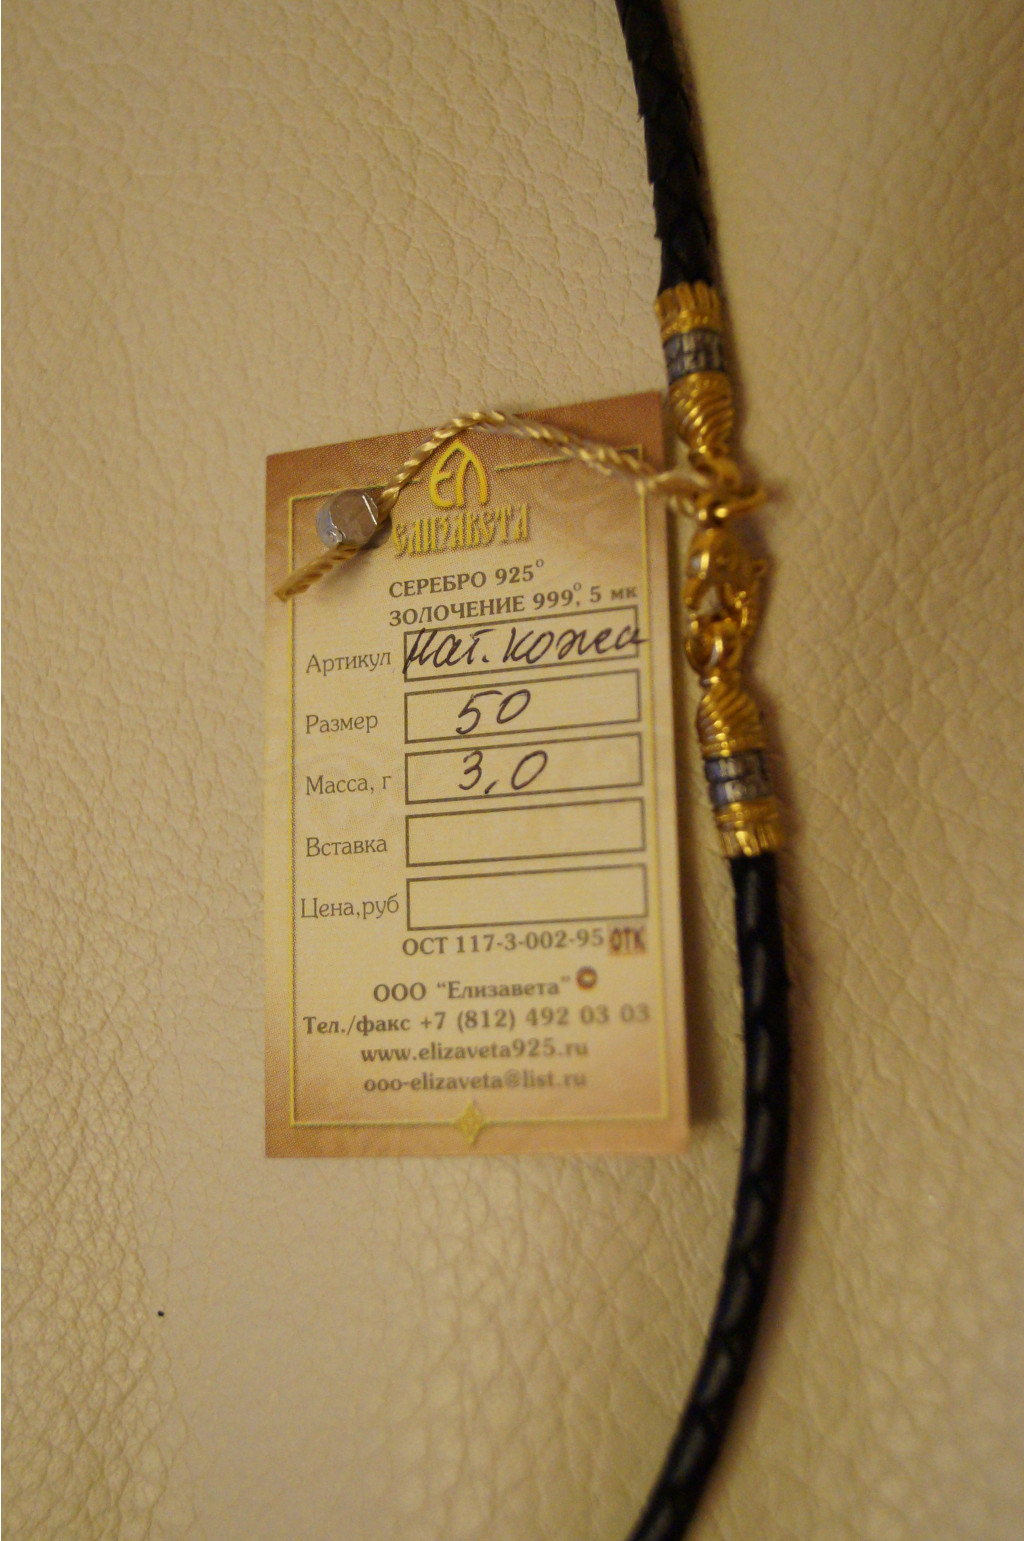 ЕЛ
ЕЛИЗАВЕТА
СЕРЕБРО 925°
ЗОЛОЧЕНИЕ 999°, 5 мк
Артикул Нат. кожа
Размер 50
Масса, г 3,0
Вставка
Цена,руб
ОСТ 117-3-002-95 ОТК
ООО “Елизавета”
Тел./факс +7 (812) 492 03 03
www.elizaveta925.ru
ooo-elizaveta@list.ru